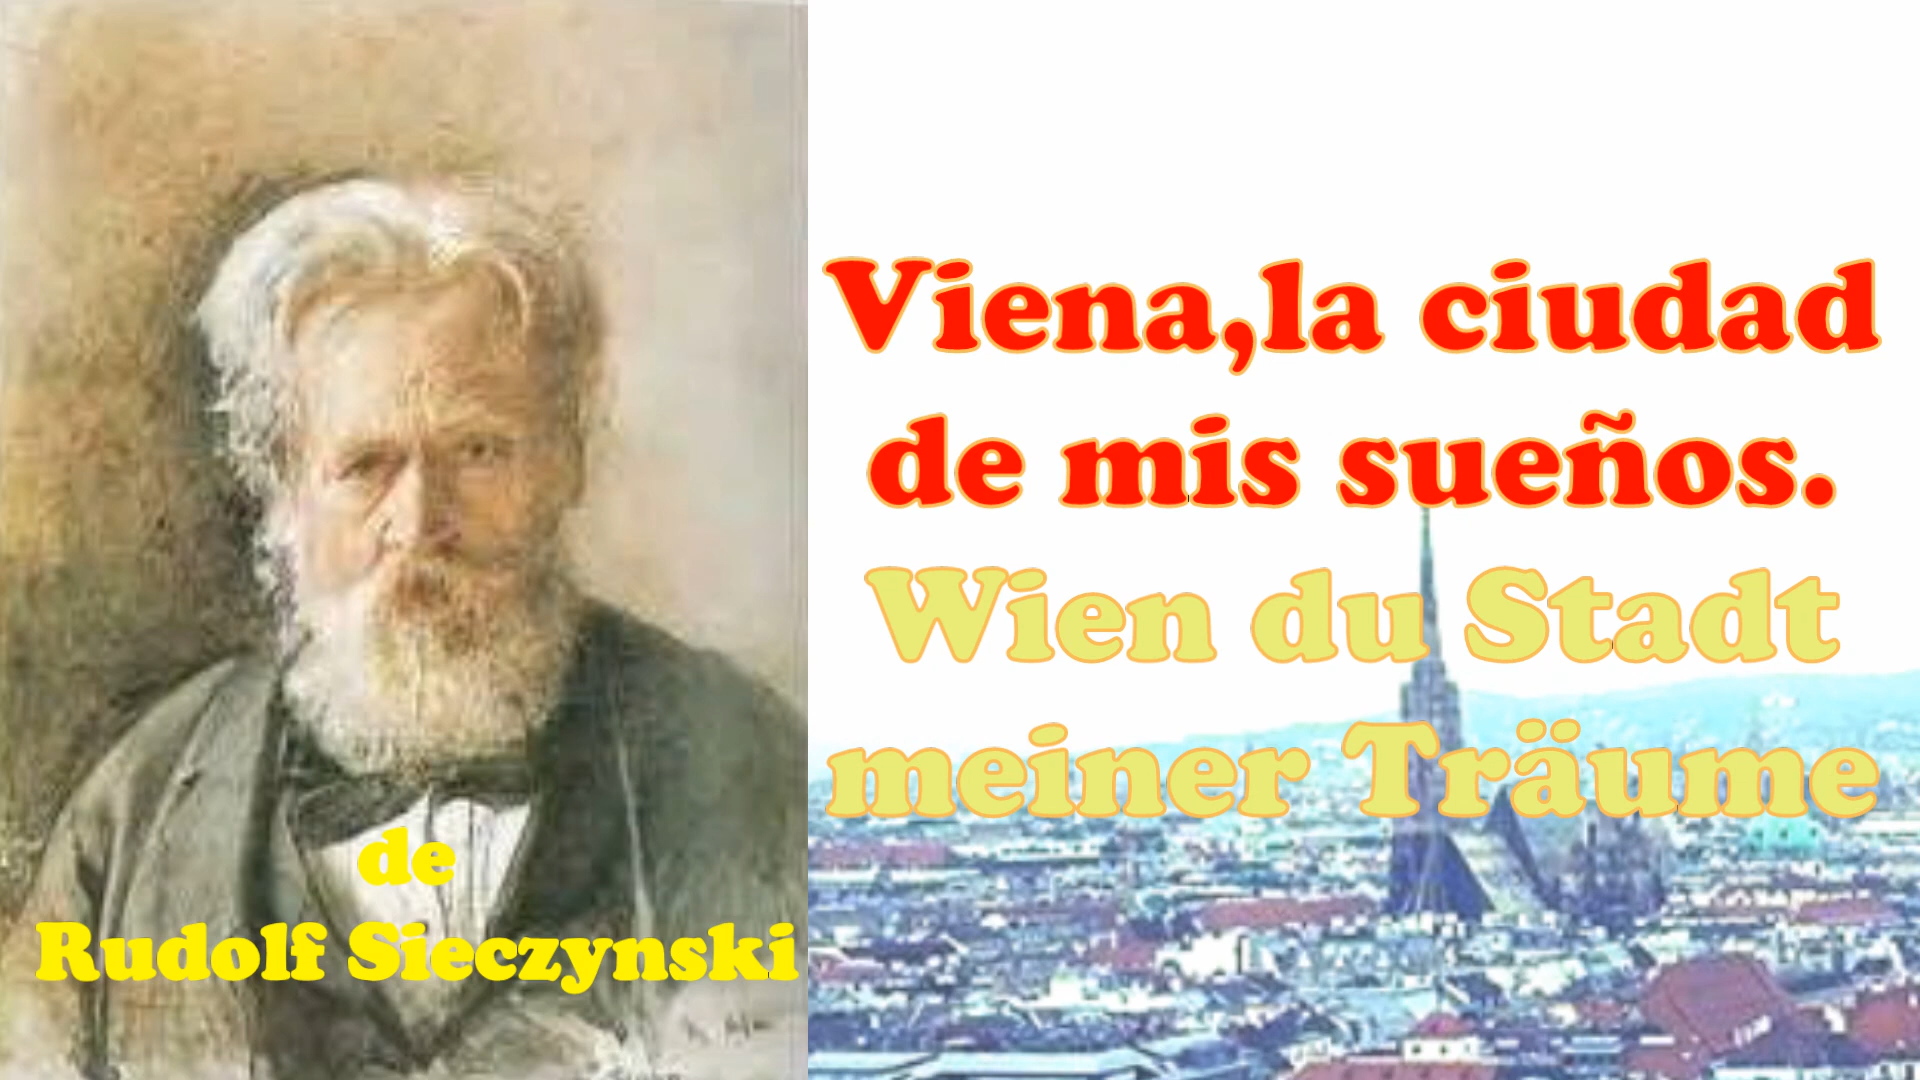 de
Rudolf Sieczynski
Viena,la ciudad
de mis sueños.
Wien du Stadt
meiner Träume